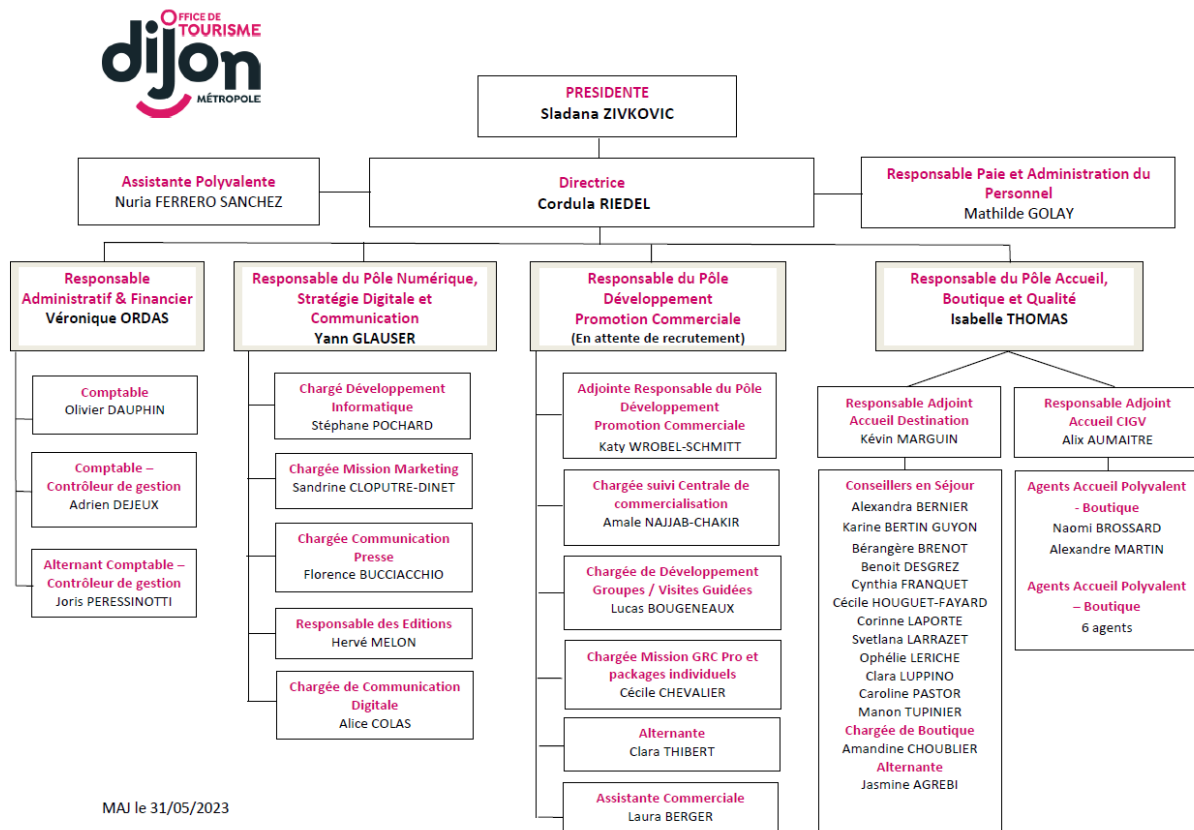 OFFICE DE
TOURISME
dijon
MÉTROPOLE
PRESIDENTE
Sladana ZIVKOVIC
Assistante Polyvalente
Nuria FERRERO SANCHEZ
Directrice
Cordula RIEDEL
Responsable Paie et Administration du
Personnel
Mathilde GOLAY
Responsable
Administratif & Financier
Véronique ORDAS
Comptable
Olivier DAUPHIN
Comptable –
Contrôleur de gestion
Adrien DEJEUX
Alternant Comptable –
Contrôleur de gestion
Joris PERESSINOTTI
Responsable du Pôle Numérique,
Stratégie Digitale et
Communication
Yann GLAUSER
Chargé Développement
Informatique
Stéphane POCHARD
Chargée Mission Marketing
Sandrine CLOPUTRE-DINET
Chargée Communication
Presse
Florence BUCCIACCHIO
Responsable des Editions
Hervé MELON
Chargée de Communication
Digitale
Alice COLAS
Responsable du Pôle
Développement
Promotion Commerciale
(En attente de recrutement)
Adjointe Responsable du Pôle
Développement
Promotion Commerciale
Katy WROBEL-SCHMITT
Chargée suivi Centrale de
commercialisation
Amale NAJJAB-CHAKIR
Chargée de Développement
Groupes / Visites Guidées
Lucas BOUGENEAUX
Chargée Mission GRC Pro et
packages individuels
Cécile CHEVALIER
Alternante
Clara THIBERT
Assistante Commerciale
Laura BERGER
Responsable du Pôle Accueil,
Boutique et Qualité
Isabelle THOMAS
Responsable Adjoint
Accueil Destination
Kévin MARGUIN
Conseillers en Séjour
Alexandra BERNIER
Karine BERTIN GUYON
Bérangère BRENOT
Benoit DESGREZ
Cynthia FRANQUET
Cécile HOUGUET-FAYARD
Corinne LAPORTE
Svetlana LARRAZET
Ophélie LERICHE
Clara LUPPINO
Caroline PASTOR
Manon TUPINIER
Chargée de Boutique
Amandine CHOUBLIER
Alternante
Jasmine AGREBI
Responsable Adjoint
Accueil CIGV
Alix AUMAITRE
Agents Accueil Polyvalent
- Boutique
Naomi BROSSARD
Alexandre MARTIN
Agents Accueil Polyvalent
– Boutique
6 agents
MAJ le 31/05/2023